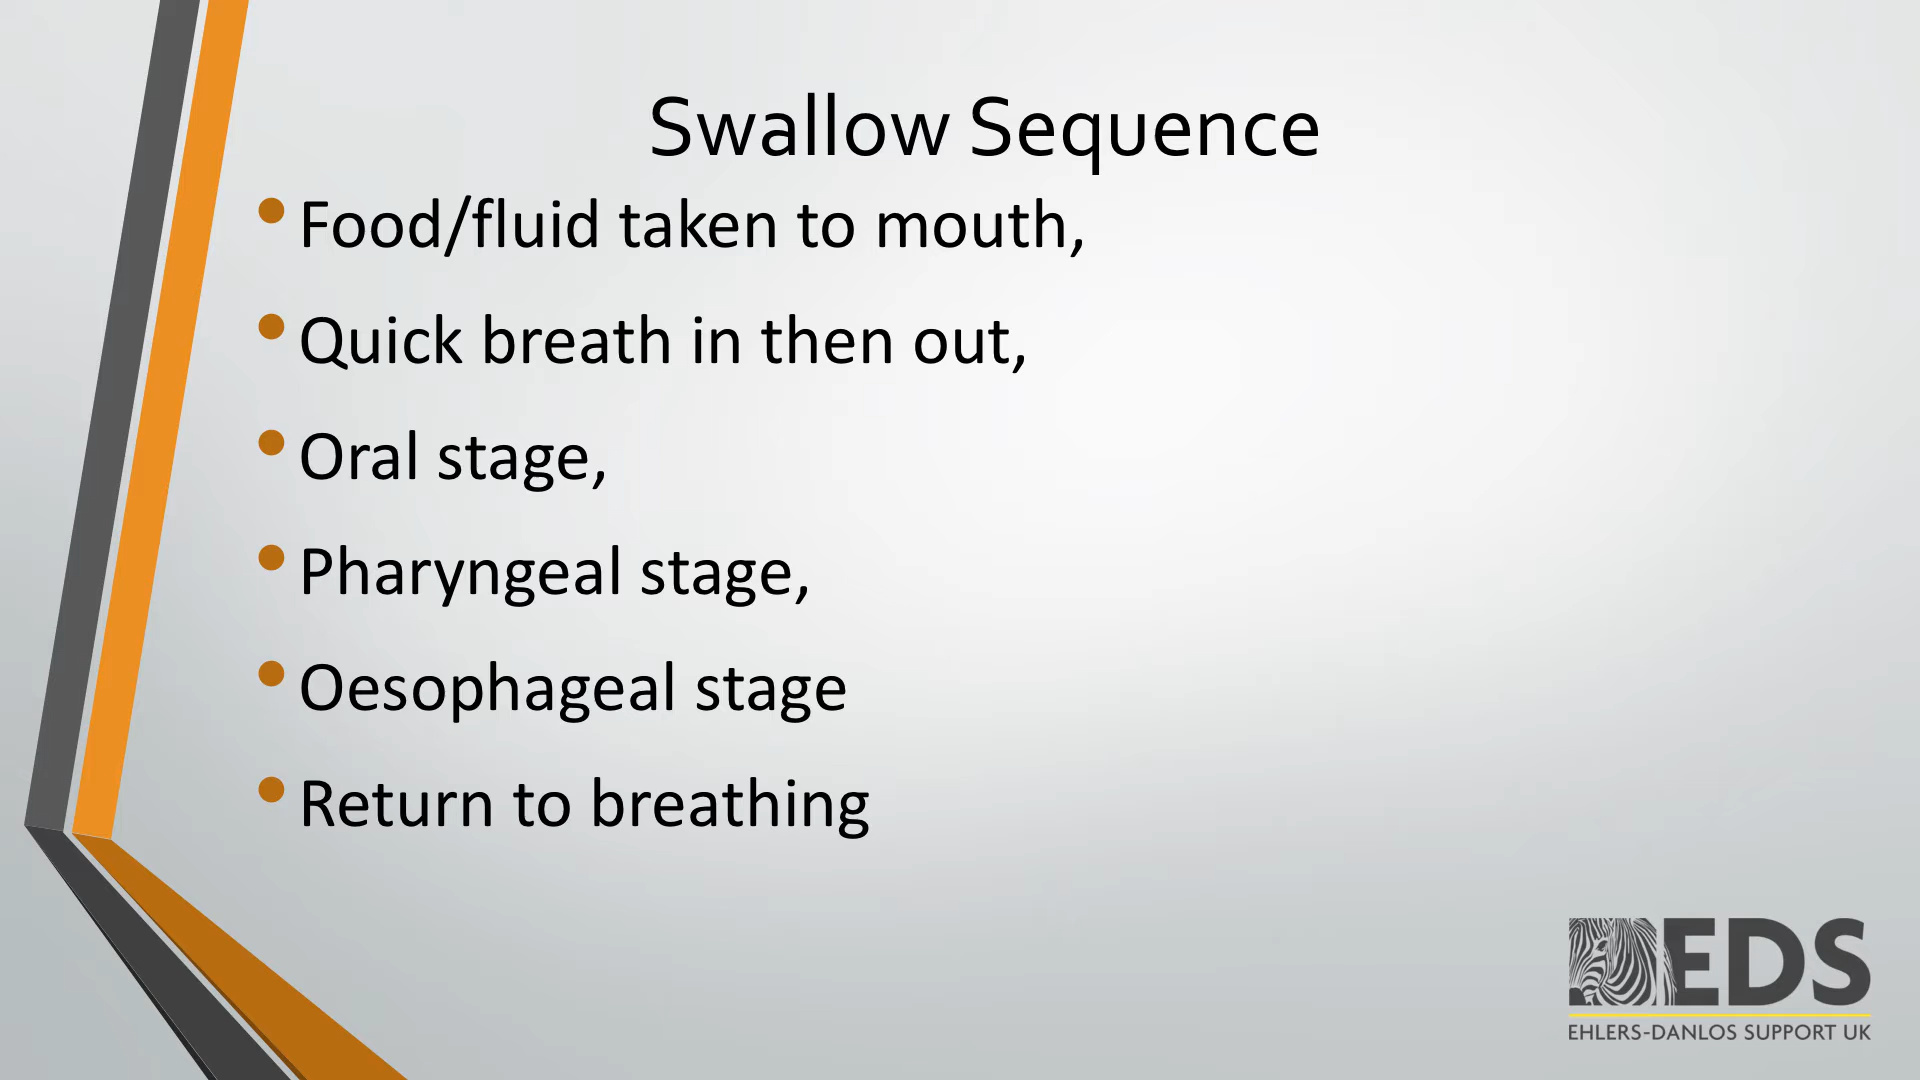 Swallow Sequence
Food/fluid taken to mouth,
Quick breath in then out,
Oral stage,
Pharyngeal stage,
Oesophageal stage
Return to breathing
EDS
EHLERS-DANLOS SUPPORT UK